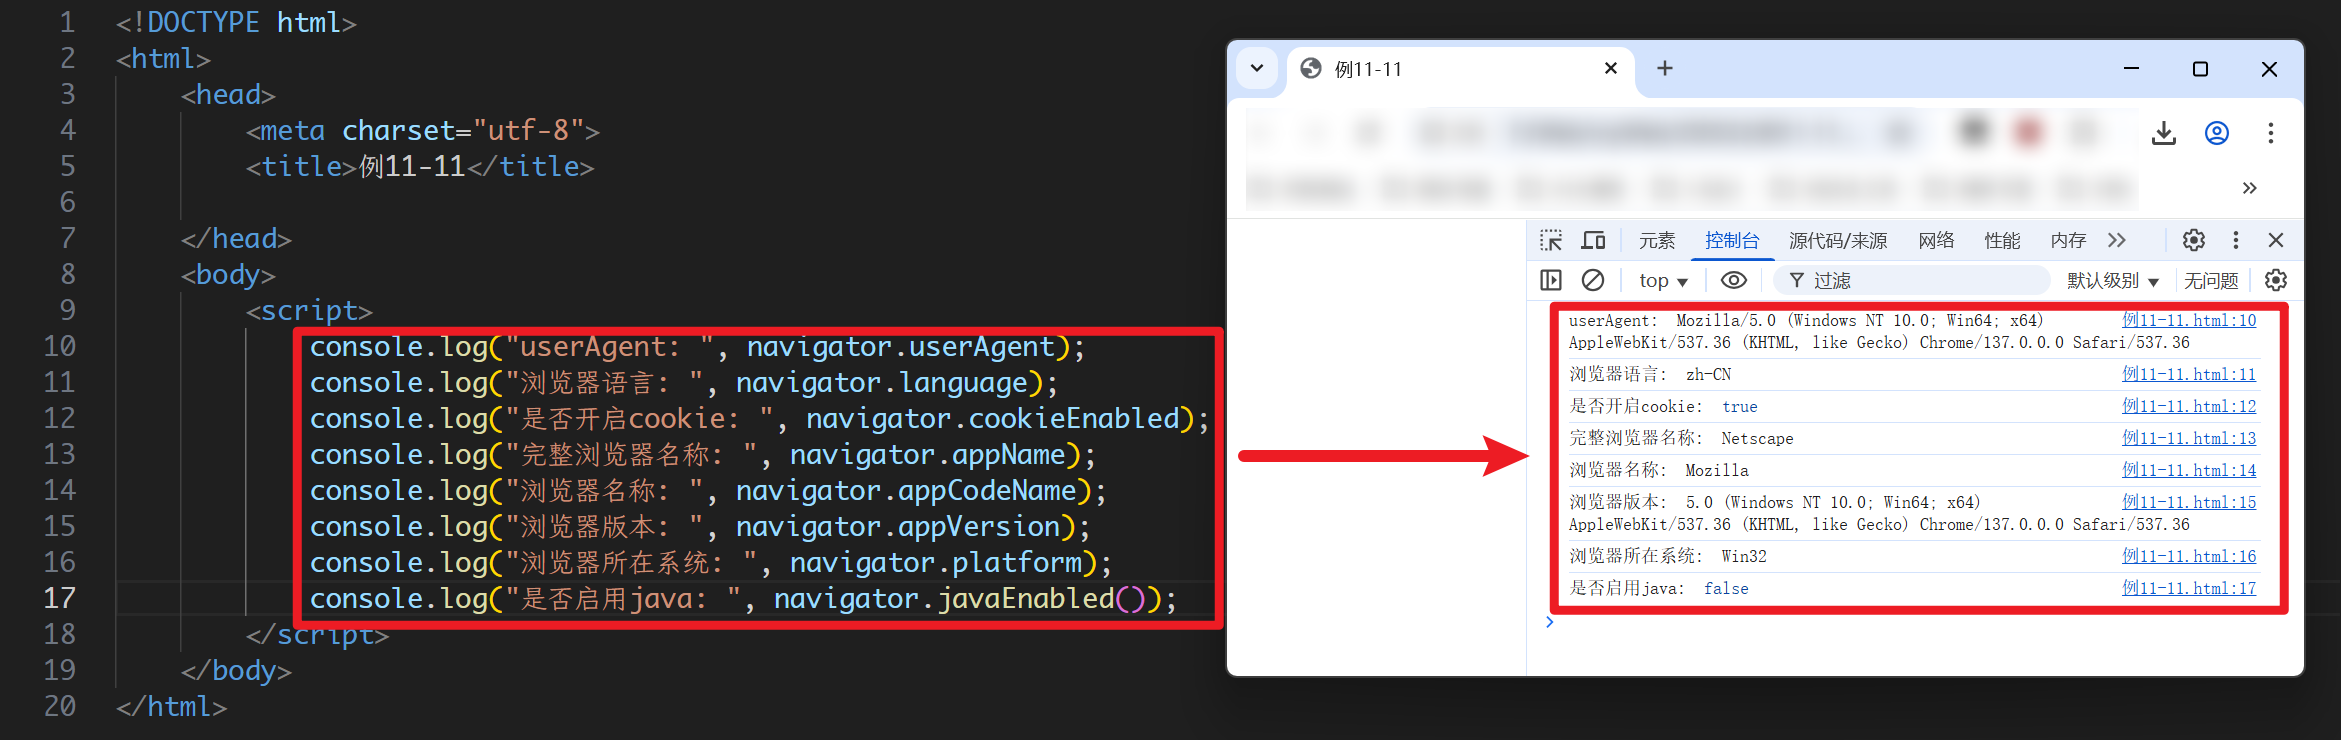 1 <!DOCTYPE html>
2 <html>
3 <head>
4 <meta charset="utf-8">
5 <title>例11-11</title>
6
7 </head>
8 <body>
9 <script>
10 console.log("userAgent: ", navigator.userAgent);
11 console.log("浏览器语言: ", navigator.language);
12 console.log("是否开启cookie: ", navigator.cookieEnabled);
13 console.log("完整浏览器名称: ", navigator.appName);
14 console.log("浏览器名称: ", navigator.appCodeName);
15 console.log("浏览器版本: ", navigator.appVersion);
16 console.log("浏览器所在系统: ", navigator.platform);
17 console.log("是否启用java: ", navigator.javaEnabled());
18 </script>
19 </body>
20 </html>
例11-11
元素 控制台 源代码/来源 网络 性能 内存
top 过滤 默认级别 无问题
userAgent: Mozilla/5.0 (Windows NT 10.0; Win64; x64) 例11-11.html:10
AppleWebKit/537.36 (KHTML, like Gecko) Chrome/137.0.0.0 Safari/537.36
浏览器语言: zh-CN 例11-11.html:11
是否开启cookie: true 例11-11.html:12
完整浏览器名称: Netscape 例11-11.html:13
浏览器名称: Mozilla 例11-11.html:14
浏览器版本: 5.0 (Windows NT 10.0; Win64; x64) 例11-11.html:15
AppleWebKit/537.36 (KHTML, like Gecko) Chrome/137.0.0.0 Safari/537.36
浏览器所在系统: Win32 例11-11.html:16
是否启用java: false 例11-11.html:17